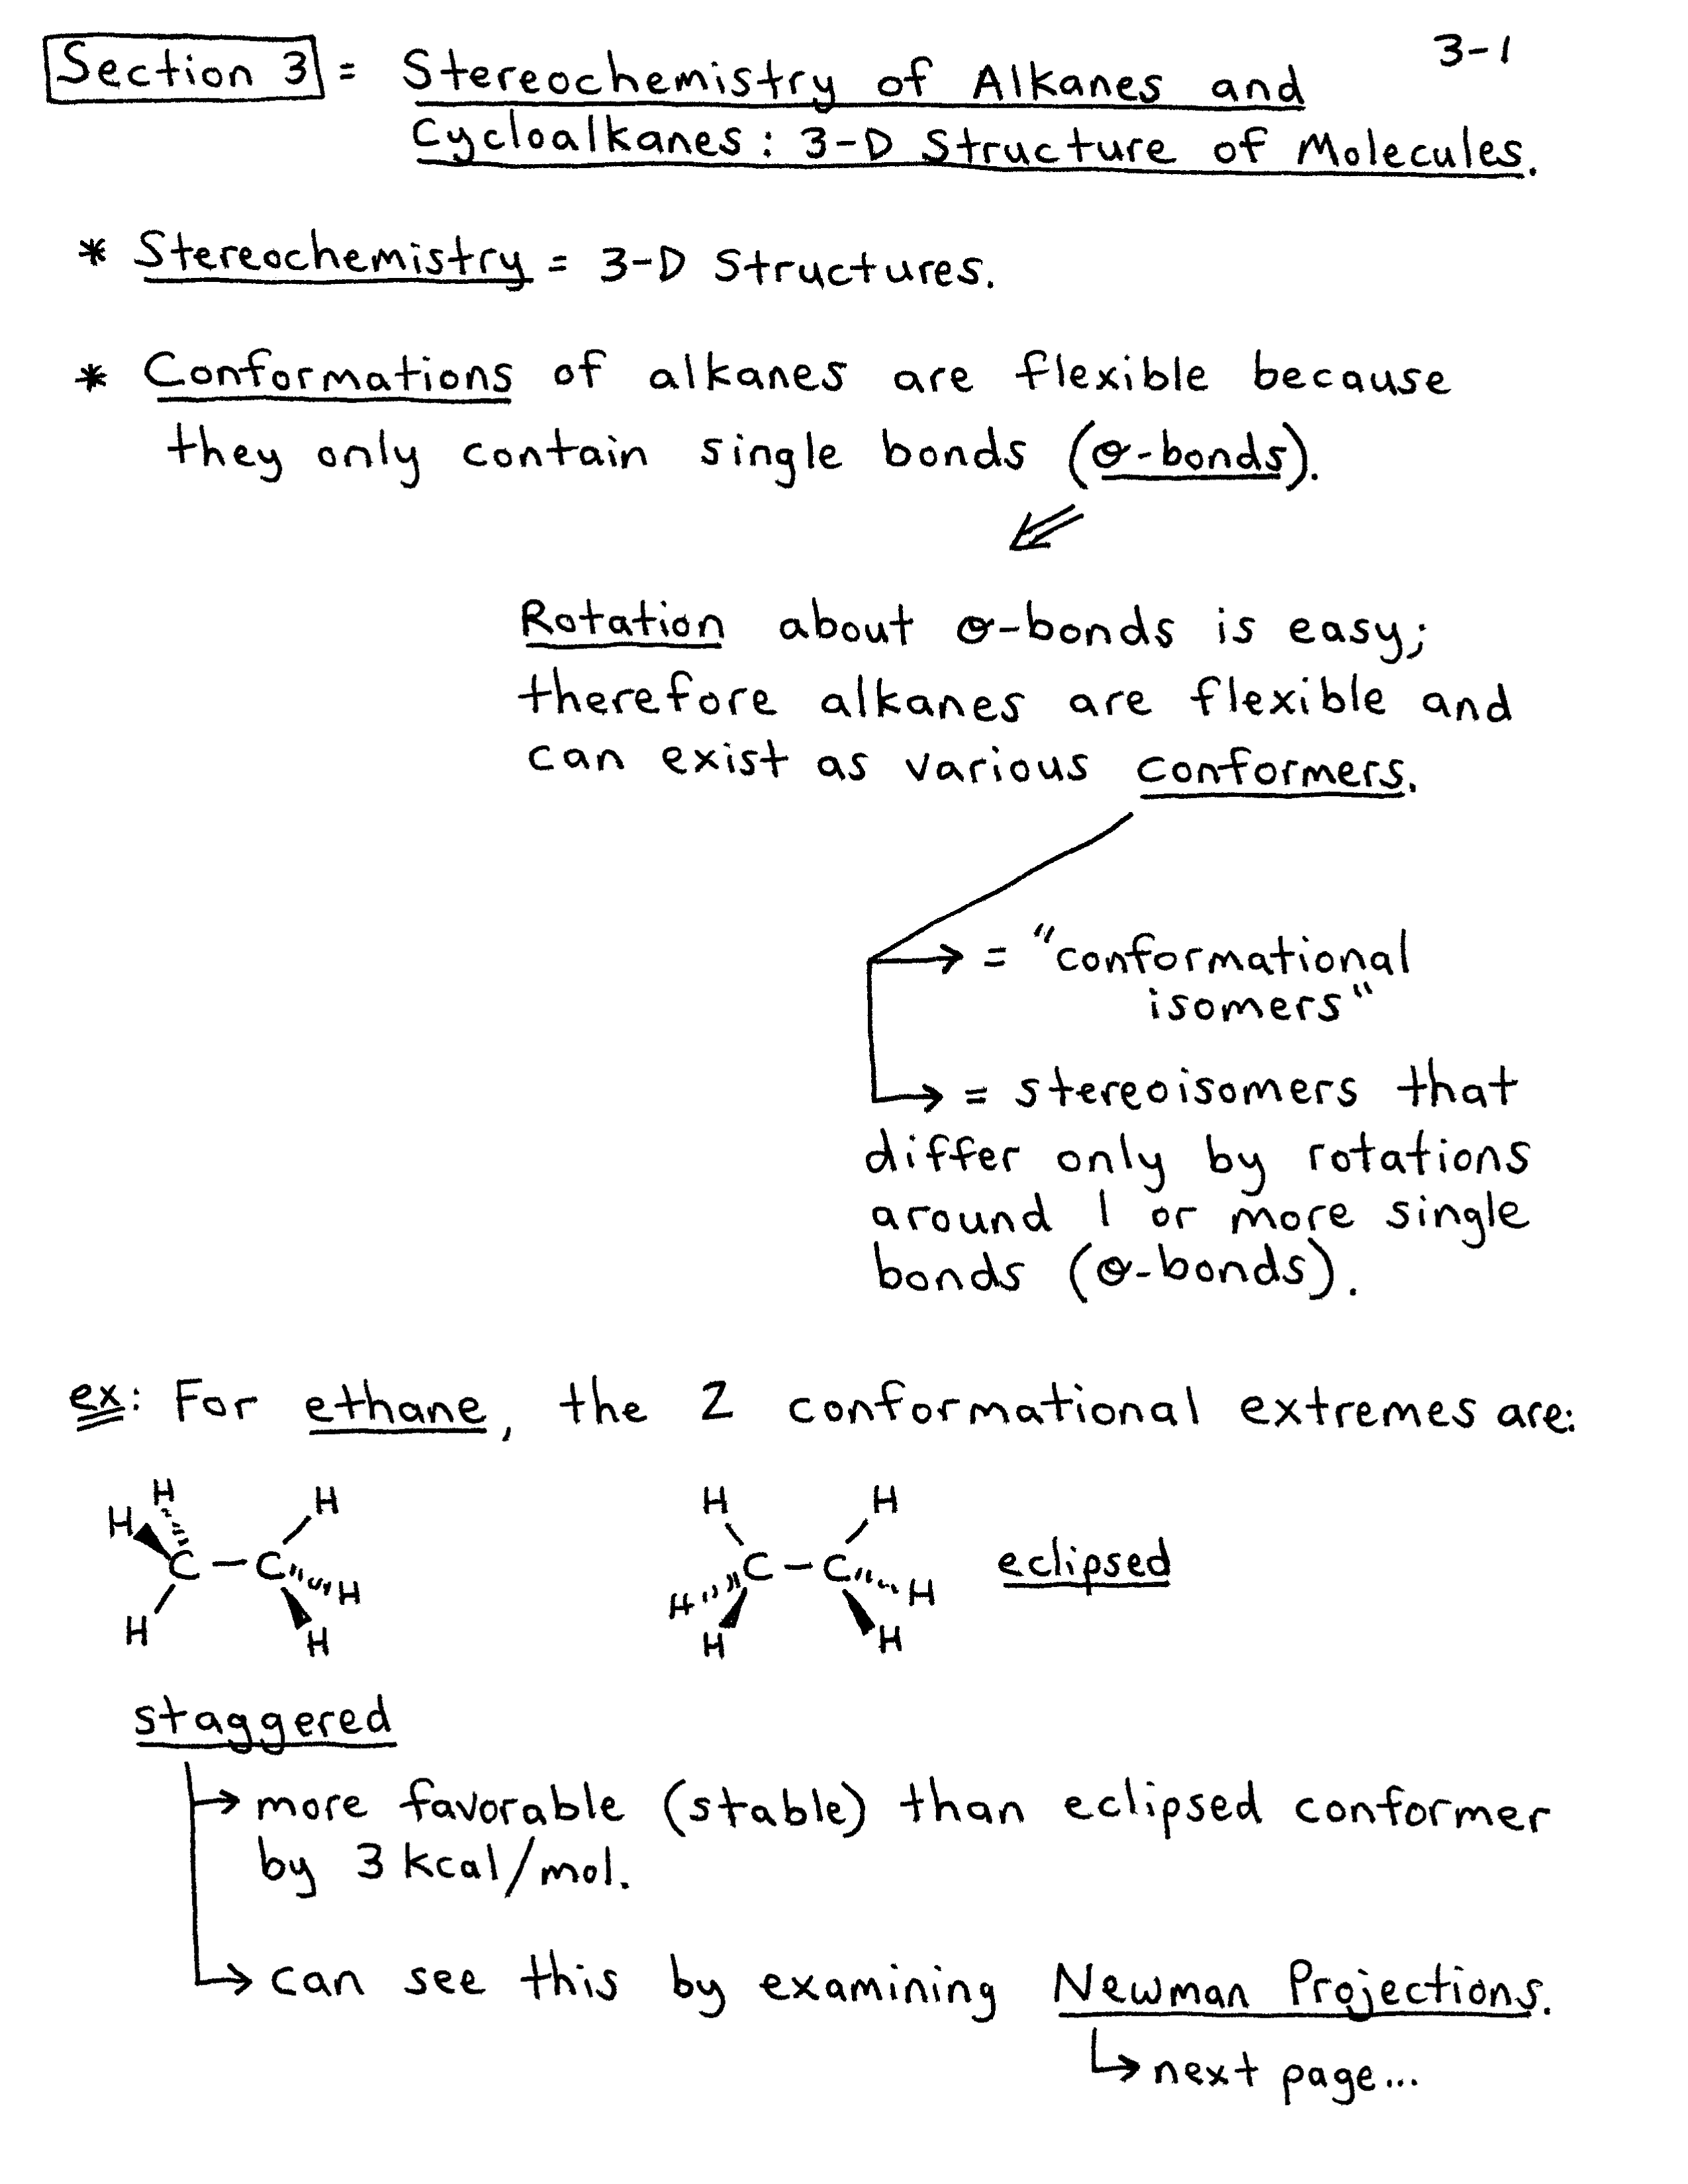 3-1
Section 3 = Stereochemistry of Alkanes and
Cycloalkanes: 3-D Structure of Molecules.
* Stereochemistry = 3-D Structures.
* Conformations of alkanes are flexible because
they only contain single bonds (σ-bonds).
Rotation about σ-bonds is easy;
therefore alkanes are flexible and
can exist as various conformers.
= "conformational
isomers"
= stereoisomers that
differ only by rotations
around 1 or more single
bonds (σ-bonds).
ex: For ethane, the 2 conformational extremes are:
H H H H
H
C - C C - C eclipsed
H H H
H H H H
staggered
→ more favorable (stable) than eclipsed conformer
by 3 kcal/mol.
→ can see this by examining Newman Projections.
→ next page...